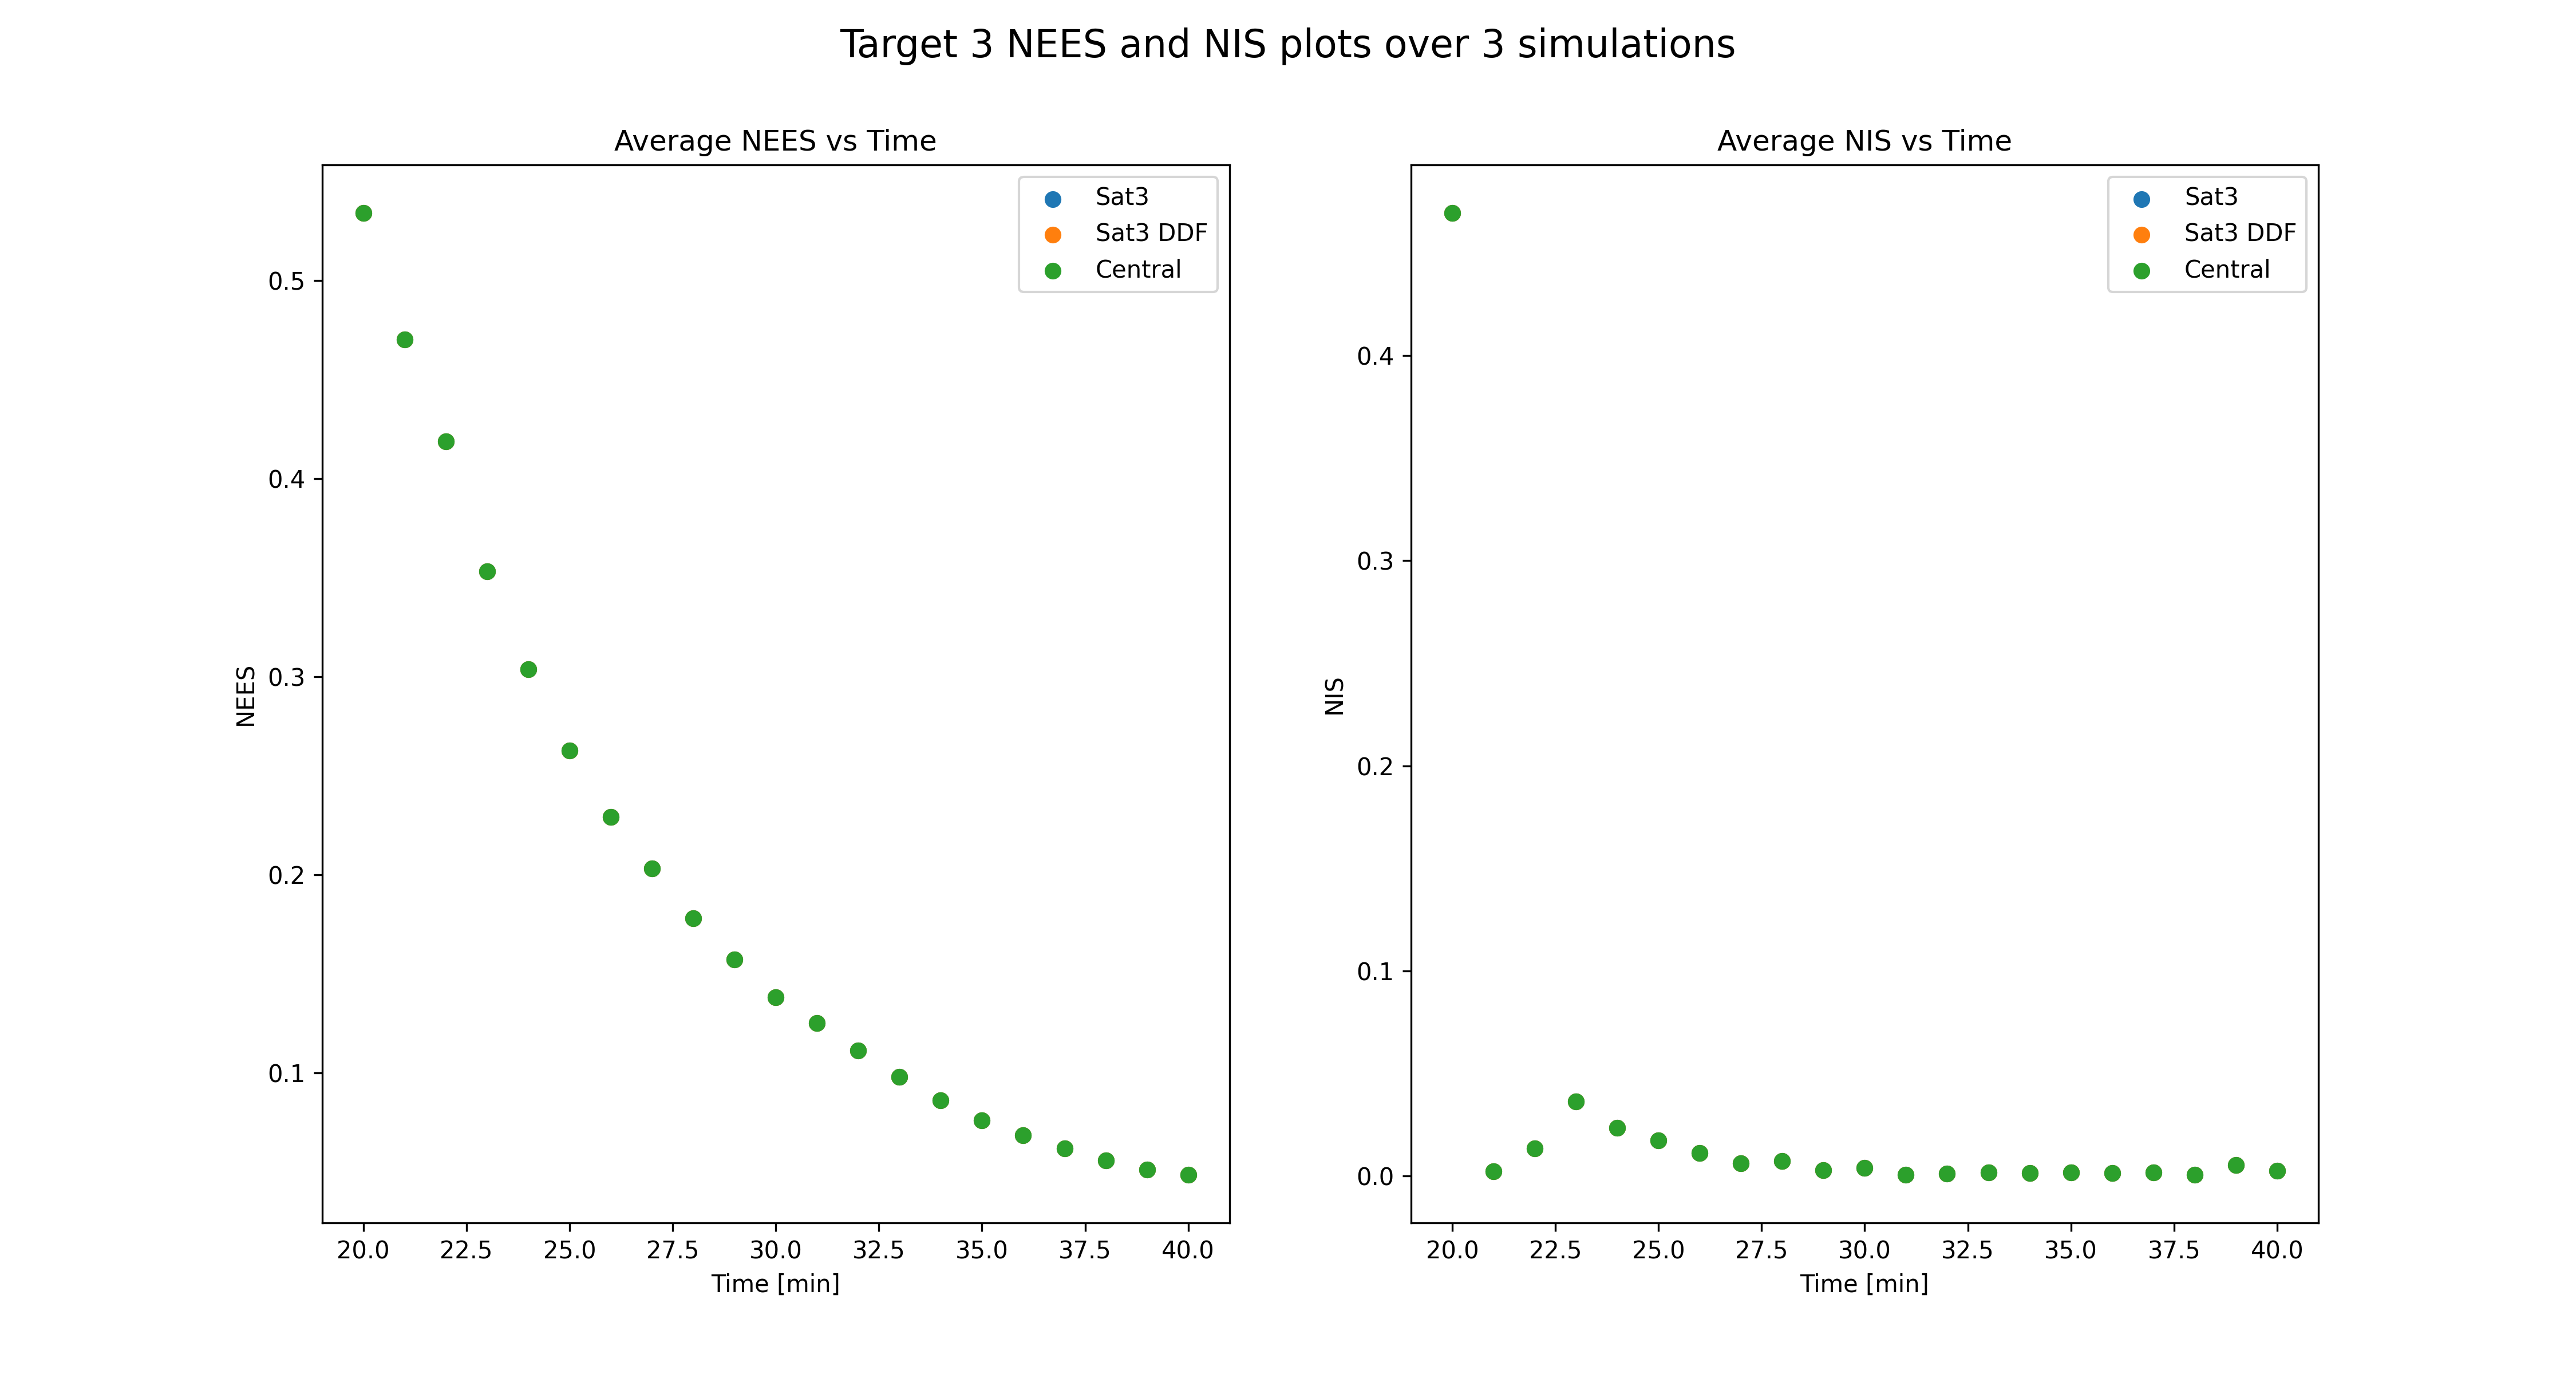 Target 3 NEES and NIS plots over 3 simulations
Average NEES vs Time
Sat3
Sat3 DDF
Central
0.5
0.4
0.3
0.2
0.1
NEES
20.0 22.5 25.0 27.5 30.0 32.5 35.0 37.5 40.0
Time [min]
Average NIS vs Time
Sat3
Sat3 DDF
Central
0.4
0.3
0.2
0.1
0.0
NIS
20.0 22.5 25.0 27.5 30.0 32.5 35.0 37.5 40.0
Time [min]